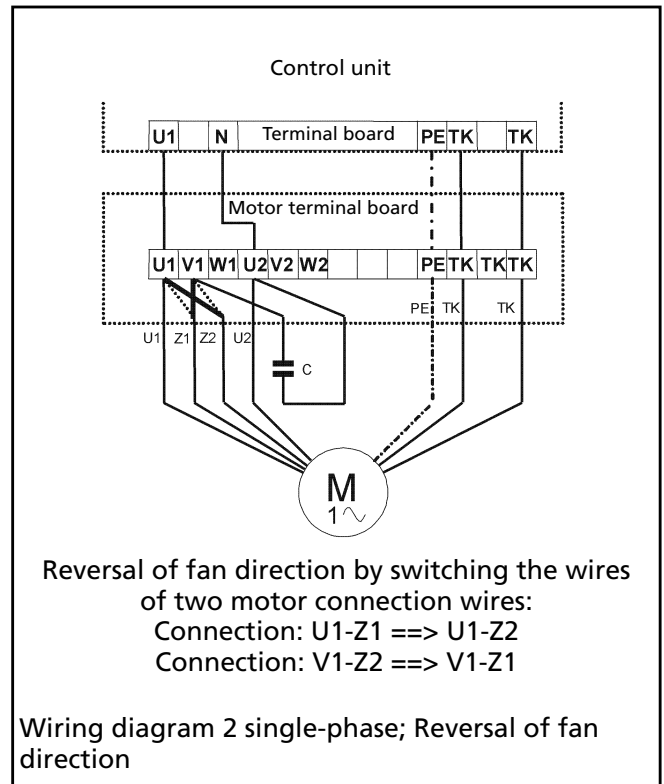 Control unit
U1 N Terminal board PE TK TK
Motor terminal board
U1 V1 W1 U2 V2 W2 PE TK TK TK
PE TK TK
U1 Z1 Z2 U2
C
M
1~
Reversal of fan direction by switching the wires
of two motor connection wires:
Connection: U1-Z1 ==> U1-Z2
Connection: V1-Z2 ==> V1-Z1
Wiring diagram 2 single-phase; Reversal of fan
direction